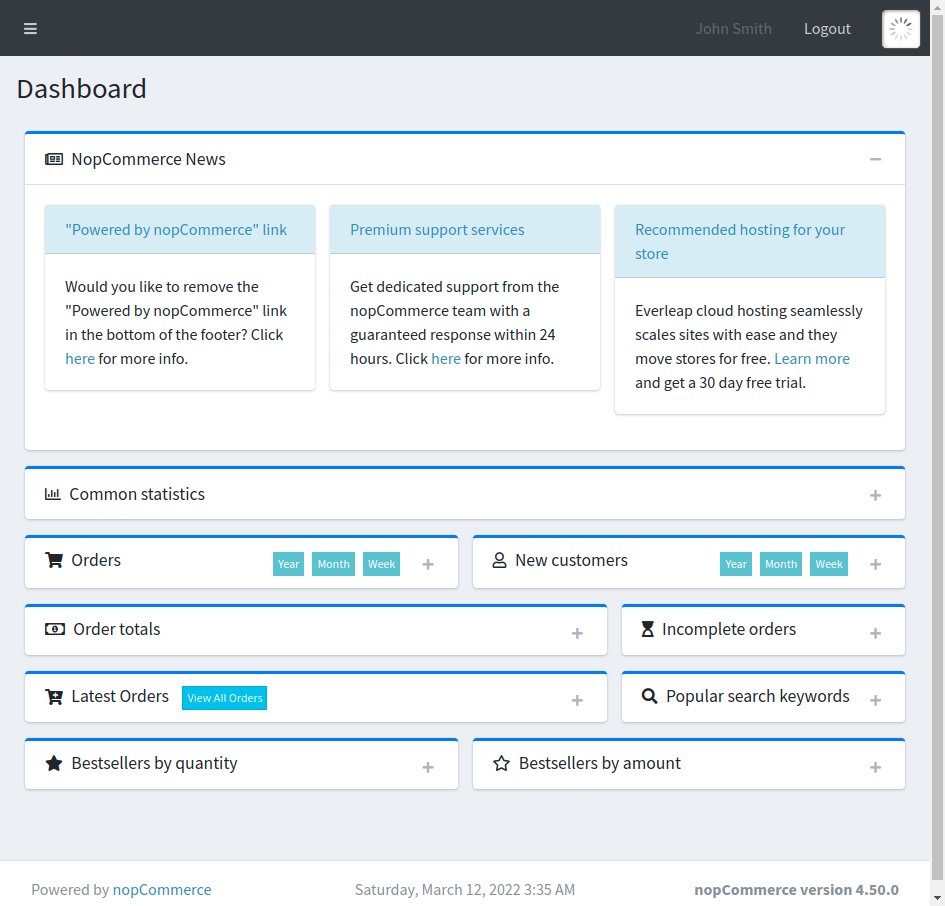 John Smith
Logout
Dashboard
NopCommerce News
"Powered by nopCommerce" link
Would you like to remove the
"Powered by nopCommerce" link
in the bottom of the footer? Click
here for more info.
Premium support services
Get dedicated support from the
nopCommerce team with a
guaranteed response within 24
hours. Click here for more info.
Recommended hosting for your
store
Everleap cloud hosting seamlessly
scales sites with ease and they
move stores for free. Learn more
and get a 30 day free trial.
Common statistics
Orders
Year
Month
Week
New customers
Year
Month
Week
Order totals
Incomplete orders
Latest Orders
View All Orders
Popular search keywords
Bestsellers by quantity
Bestsellers by amount
Powered by nopCommerce
Saturday, March 12, 2022 3:35 AM
nopCommerce version 4.50.0